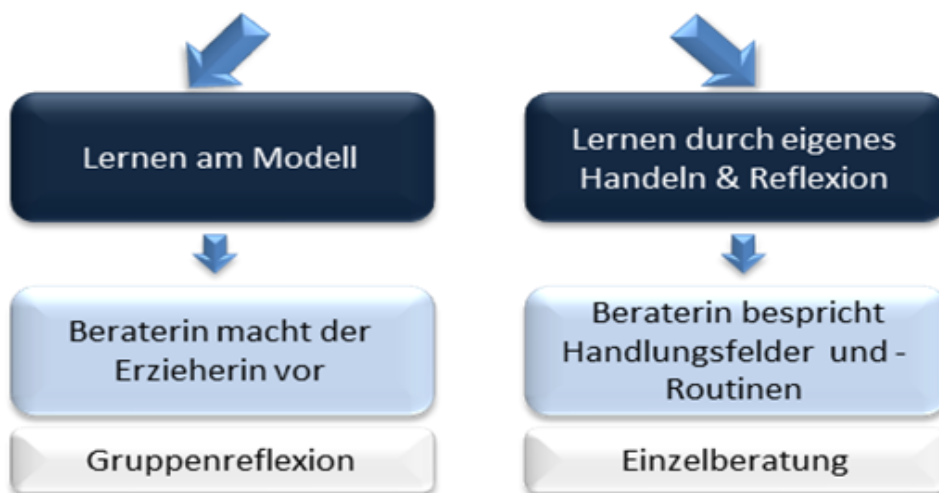 Lernen am Modell
Beraterin macht der
Erzieherin vor
Gruppenreflexion
Lernen durch eigenes
Handeln & Reflexion
Beraterin bespricht
Handlungsfelder und -
Routinen
Einzelberatung